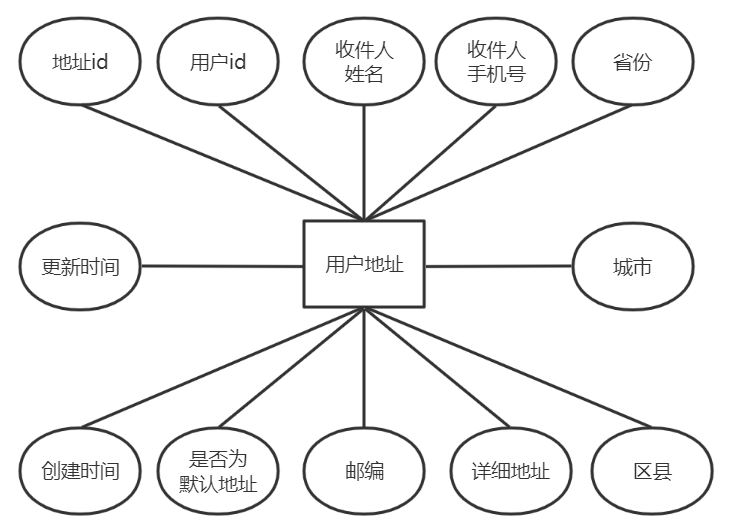 地址id
用户id
收件人
姓名
收件人
手机号
省份
更新时间
用户地址
城市
创建时间
是否为
默认地址
邮编
详细地址
区县